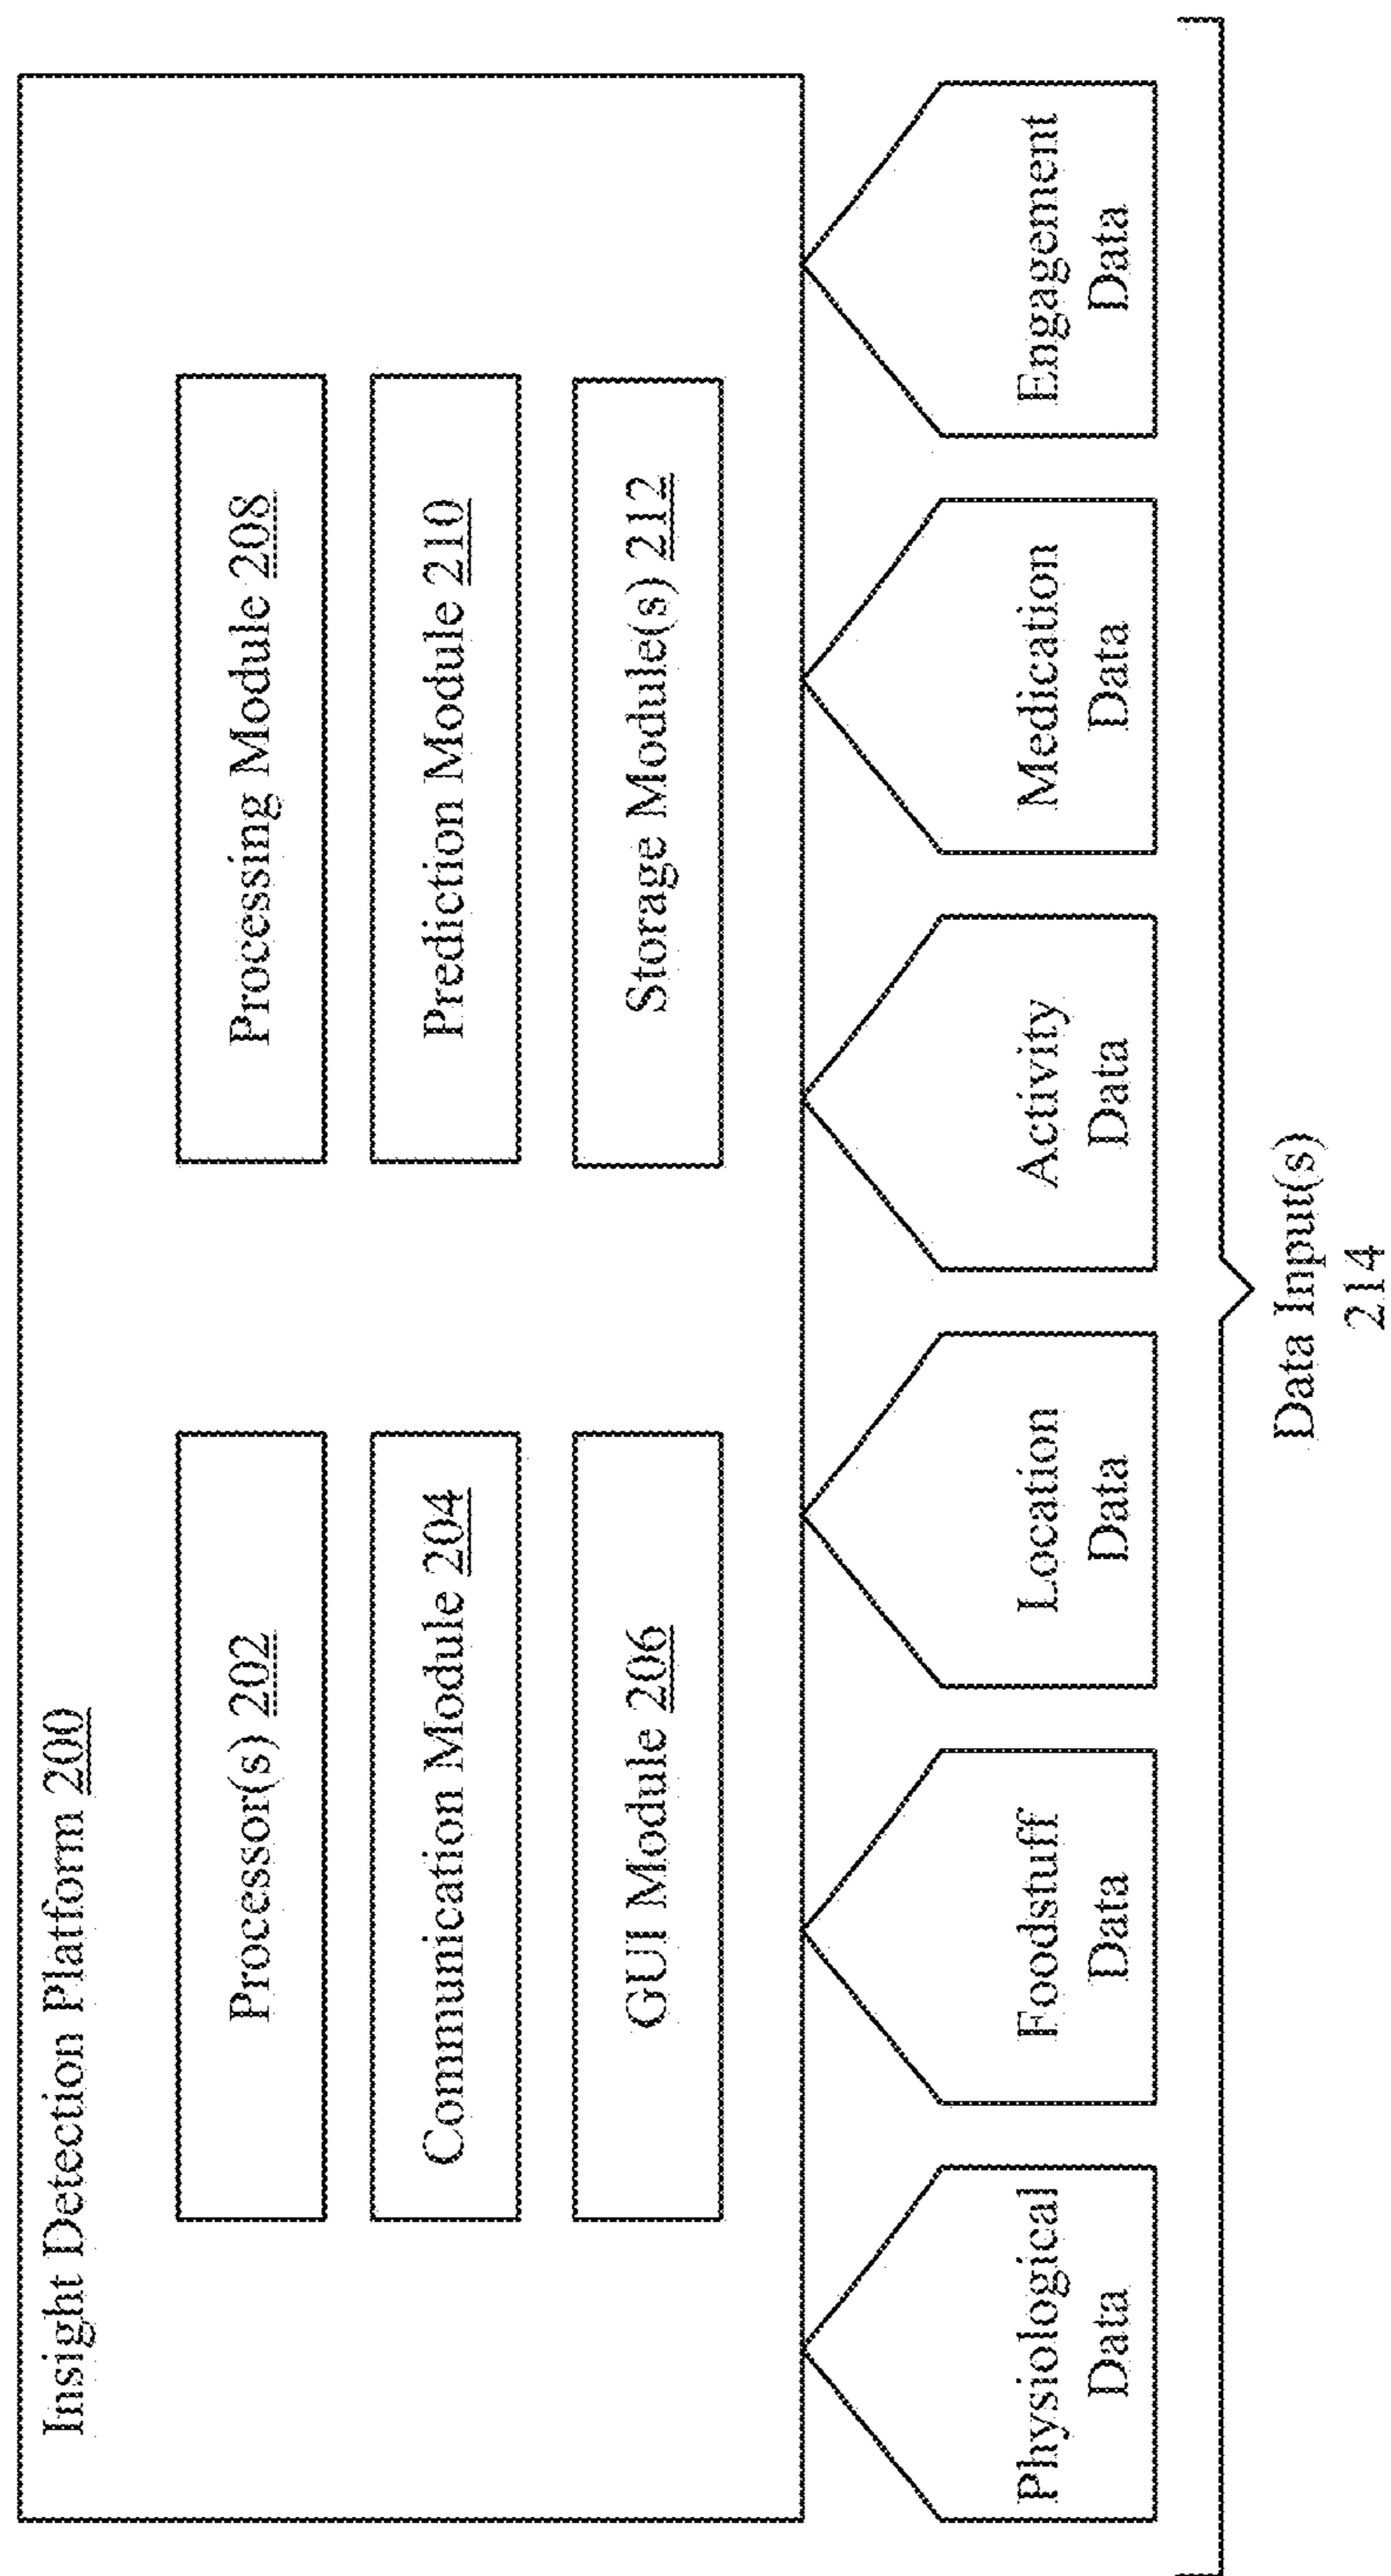 Insight Detection Platform 200
Processor(s) 202
Communication Module 204
GUI Module 206
Processing Module 208
Prediction Module 210
Storage Module(s) 212
Physiological
Data
Foodstuff
Data
Location
Data
Activity
Data
Medication
Data
Engagement
Data
Data Input(s)
214